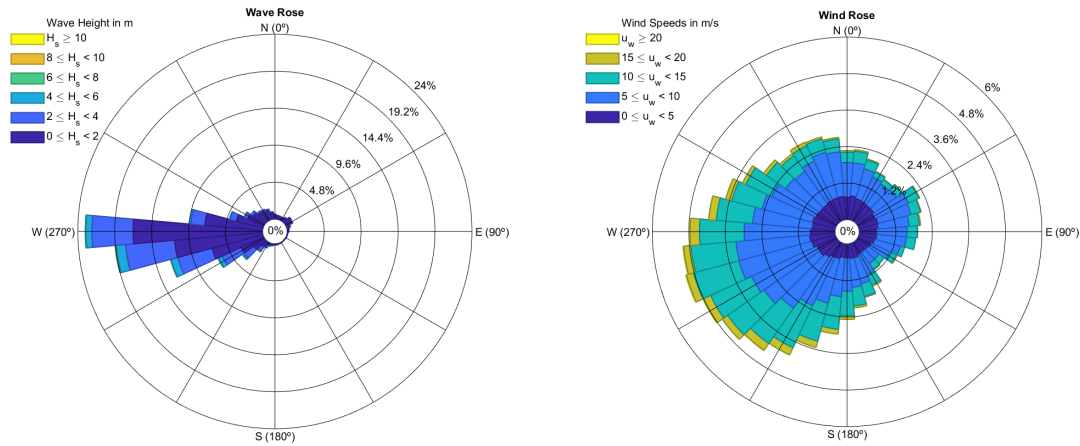 Wave Rose
Wave Height in m
N (0º)
H_s ≥ 10
8 ≤ H_s < 10
6 ≤ H_s < 8
4 ≤ H_s < 6
2 ≤ H_s < 4
0 ≤ H_s < 2
24%
19.2%
14.4%
9.6%
4.8%
W (270º)
0%
E (90º)
S (180º)
Wind Rose
Wind Speeds in m/s
N (0º)
u_w ≥ 20
15 ≤ u_w < 20
10 ≤ u_w < 15
5 ≤ u_w < 10
0 ≤ u_w < 5
6%
4.8%
3.6%
2.4%
1.2%
W (270º)
0%
E (90º)
S (180º)